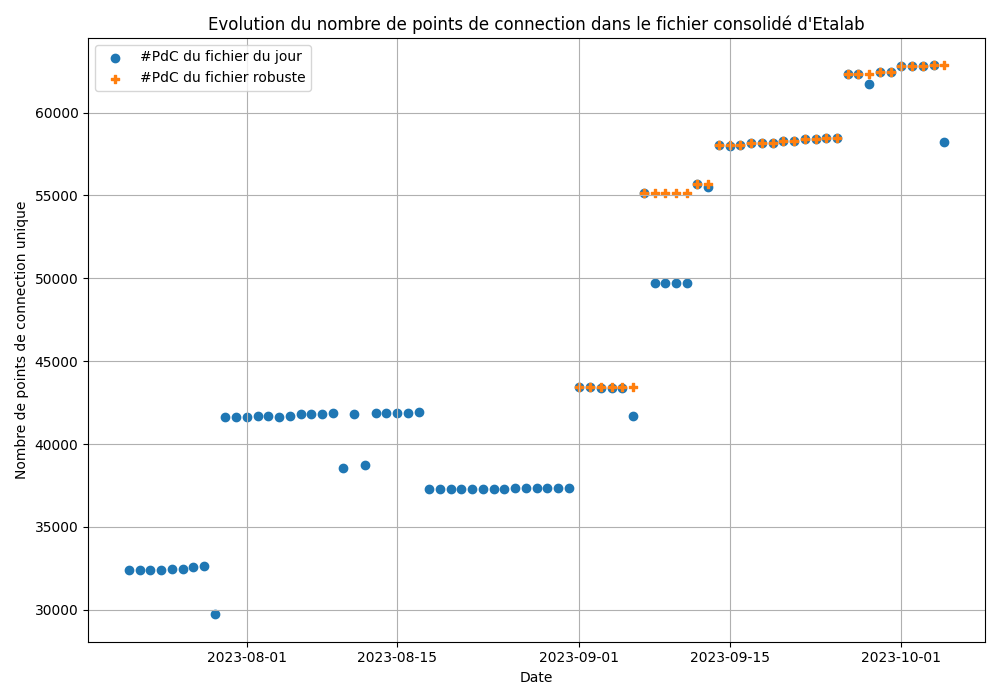 Evolution du nombre de points de connection dans le fichier consolidé d'Etalab
#PdC du fichier du jour
#PdC du fichier robuste
Nombre de points de connection unique
60000
55000
50000
45000
40000
35000
30000
2023-08-01
2023-08-15
2023-09-01
2023-09-15
2023-10-01
Date